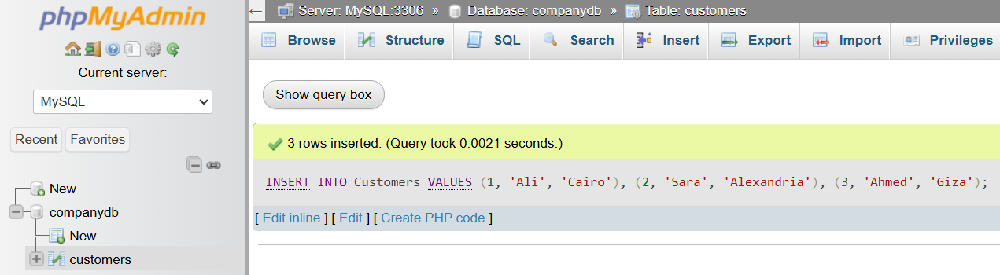 phpMyAdmin
Current server:
MySQL
Recent Favorites
New
companydb
New
customers
Server: MySQL:3306 » Database: companydb » Table: customers
Browse Structure SQL Search Insert Export Import Privileges
Show query box
3 rows inserted. (Query took 0.0021 seconds.)
INSERT INTO Customers VALUES (1, 'Ali', 'Cairo'), (2, 'Sara', 'Alexandria'), (3, 'Ahmed', 'Giza');
[ Edit inline ] [ Edit ] [ Create PHP code ]